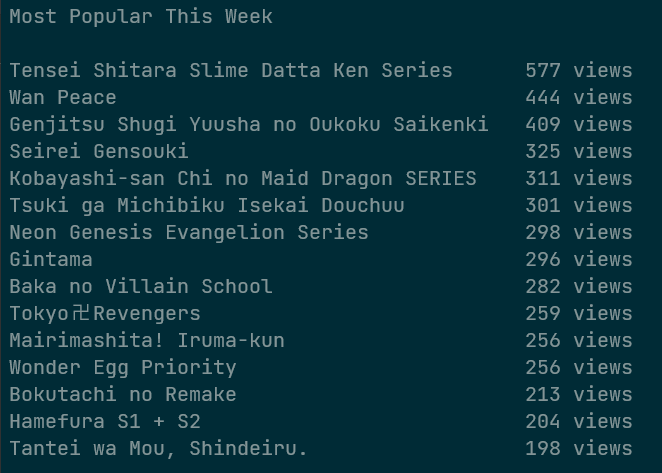 Most Popular This Week
Tensei Shitara Slime Datta Ken Series 577 views
Wan Peace 444 views
Genjitsu Shugi Yuusha no Oukoku Saikenki 409 views
Seirei Gensouki 325 views
Kobayashi-san Chi no Maid Dragon SERIES 311 views
Tsuki ga Michibiku Isekai Douchuu 301 views
Neon Genesis Evangelion Series 298 views
Gintama 296 views
Baka no Villain School 282 views
Tokyo卍Revengers 259 views
Mairimashita! Iruma-kun 256 views
Wonder Egg Priority 256 views
Bokutachi no Remake 213 views
Hamefura S1 + S2 204 views
Tantei wa Mou, Shindeiru. 198 views